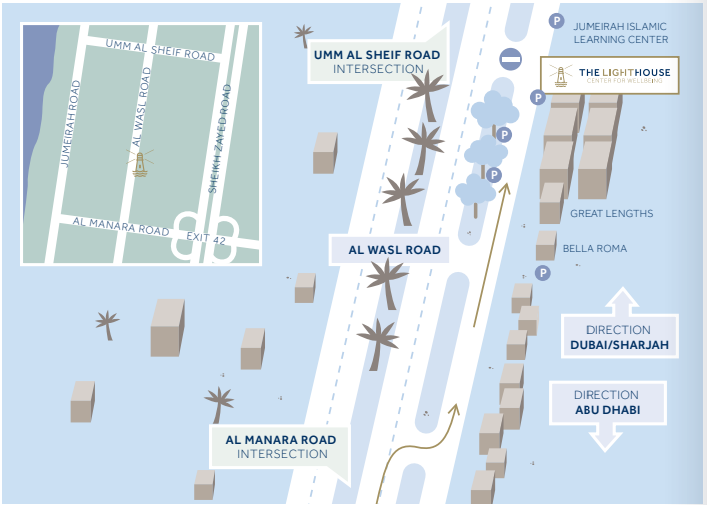 UMM AL SHEIF ROAD
JUMEIRAH ROAD
AL WASL ROAD
SHEIKH ZAYED ROAD
AL MANARA ROAD
EXIT 42
UMM AL SHEIF ROAD
INTERSECTION
P
JUMEIRAH ISLAMIC
LEARNING CENTER
THE LIGHTHOUSE
CENTER FOR WELLBEING
P
P
P
GREAT LENGTHS
AL WASL ROAD
BELLA ROMA
P
DIRECTION
DUBAI/SHARJAH
DIRECTION
ABU DHABI
AL MANARA ROAD
INTERSECTION